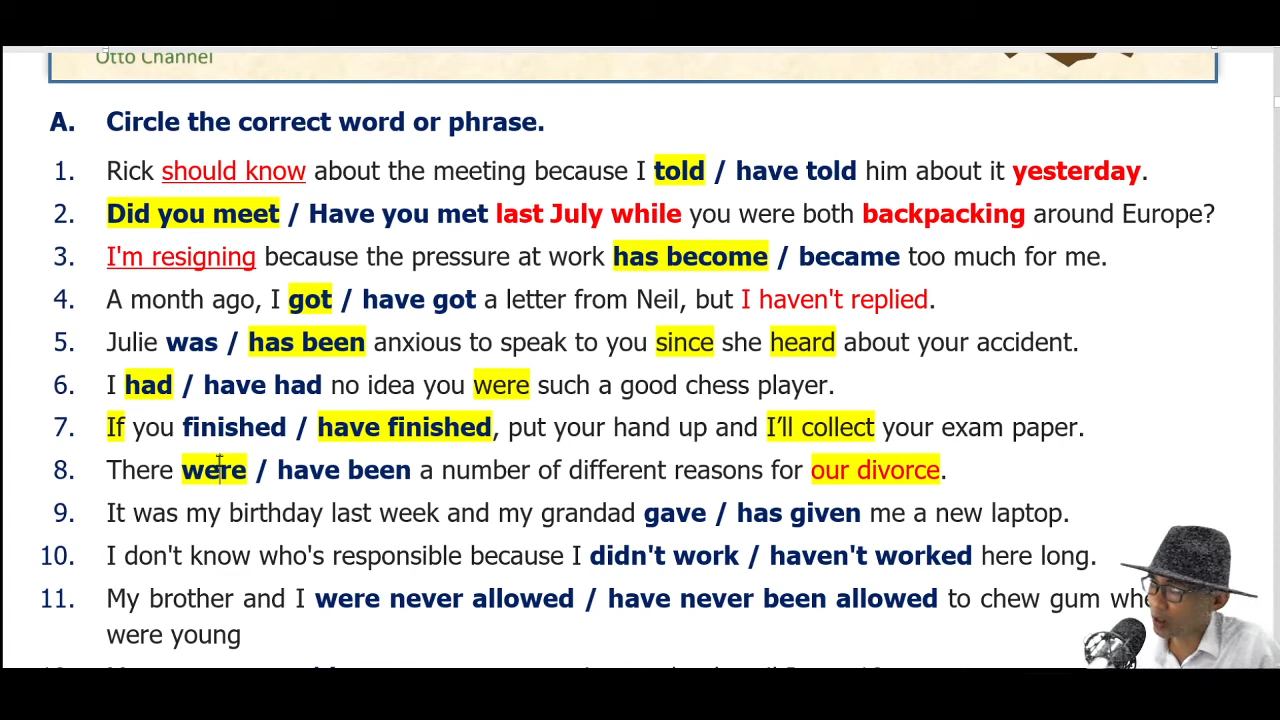 Otto Channel
A. Circle the correct word or phrase.
1. Rick should know about the meeting because I told / have told him about it yesterday.
2. Did you meet / Have you met last July while you were both backpacking around Europe?
3. I'm resigning because the pressure at work has become / became too much for me.
4. A month ago, I got / have got a letter from Neil, but I haven't replied.
5. Julie was / has been anxious to speak to you since she heard about your accident.
6. I had / have had no idea you were such a good chess player.
7. If you finished / have finished, put your hand up and I’ll collect your exam paper.
8. There were / have been a number of different reasons for our divorce.
9. It was my birthday last week and my grandad gave / has given me a new laptop.
10. I don't know who's responsible because I didn't work / haven't worked here long.
11. My brother and I were never allowed / have never been allowed to chew gum
were young